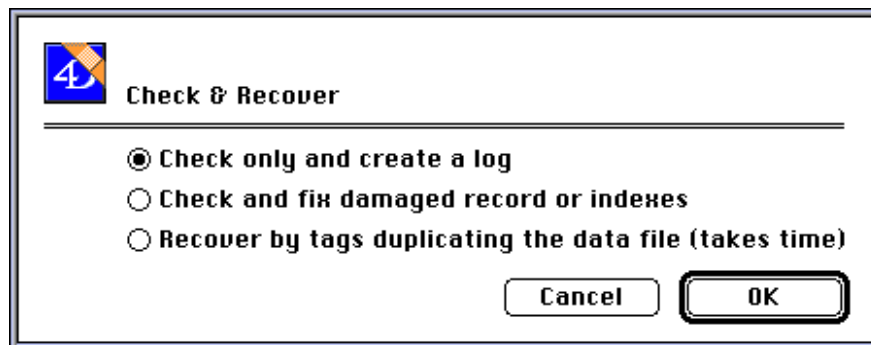 4D
Check & Recover
Check only and create a log
Check and fix damaged record or indexes
Recover by tags duplicating the data file (takes time)
Cancel
OK